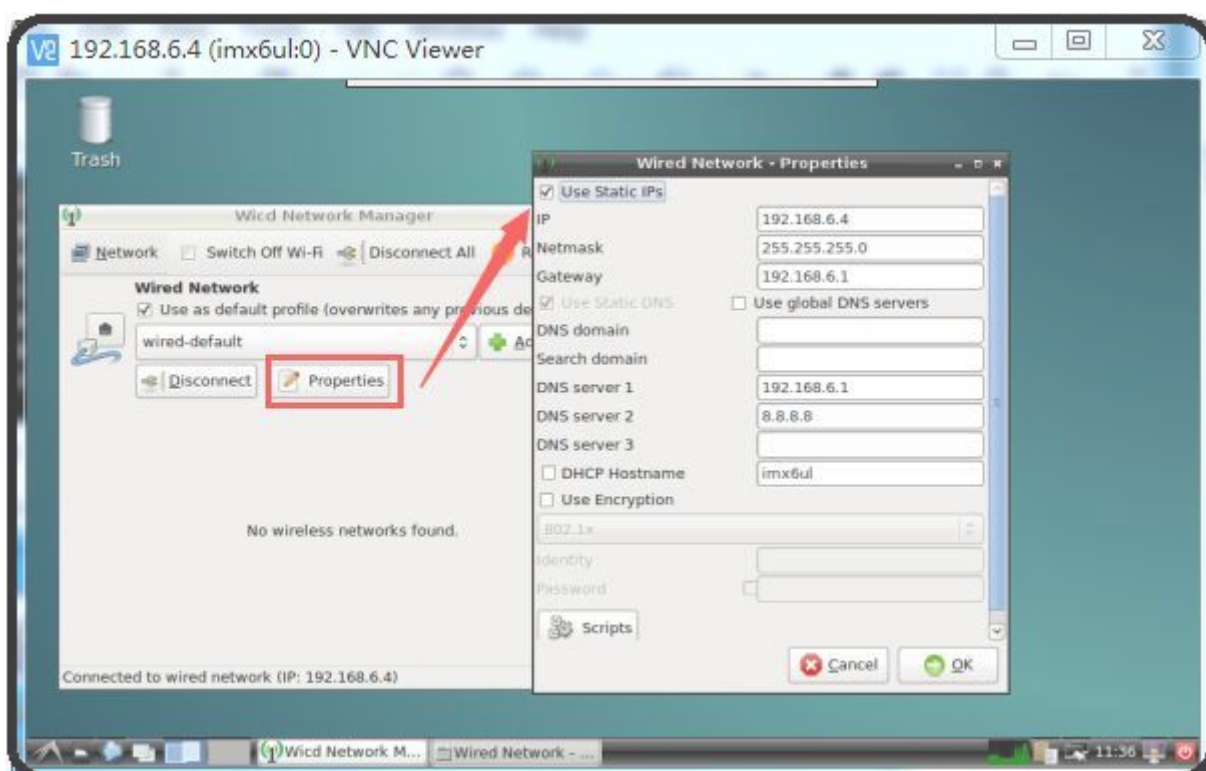 192.168.6.4 (imx6ul:0) - VNC Viewer
Trash
Wicd Network Manager
Network
Switch Off Wi-Fi
Disconnect All
R
Wired Network
Use as default profile (overwrites any previous de
wired-default
Ad
Disconnect
Properties
No wireless networks found.
Connected to wired network (IP: 192.168.6.4)
Wired Network - Properties
Use Static IPs
IP 192.168.6.4
Netmask 255.255.255.0
Gateway 192.168.6.1
Use Static DNS Use global DNS servers
DNS domain
Search domain
DNS server 1 192.168.6.1
DNS server 2 8.8.8.8
DNS server 3
DHCP Hostname imx6ul
Use Encryption
802.1x
Identity
Password
Scripts
Cancel OK
Wicd Network M... Wired Network - ... 11:36